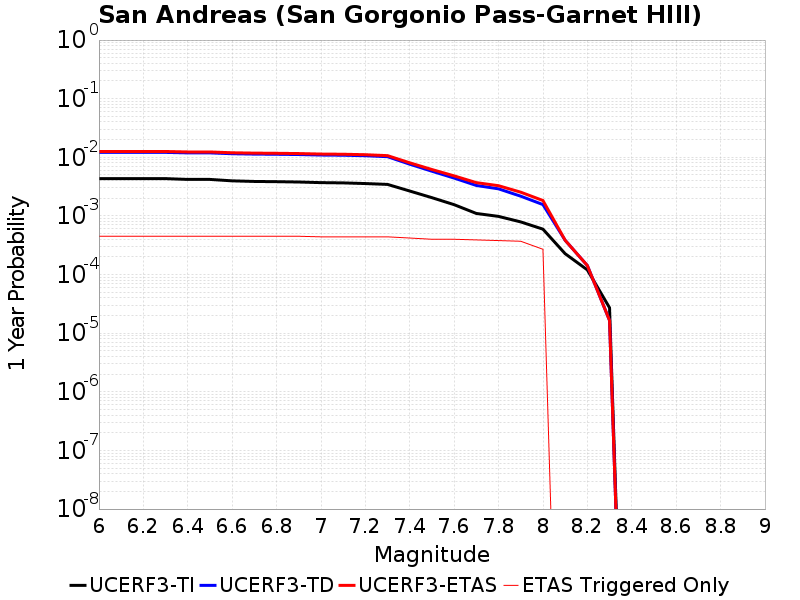 San Andreas (San Gorgonio Pass-Garnet HIll)
10^0
10^-1
10^-2
10^-3
10^-4
10^-5
10^-6
10^-7
10^-8
1 Year Probability
6 6.2 6.4 6.6 6.8 7 7.2 7.4 7.6 7.8 8 8.2 8.4 8.6 8.8 9
Magnitude
UCERF3-TI UCERF3-TD UCERF3-ETAS ETAS Triggered Only